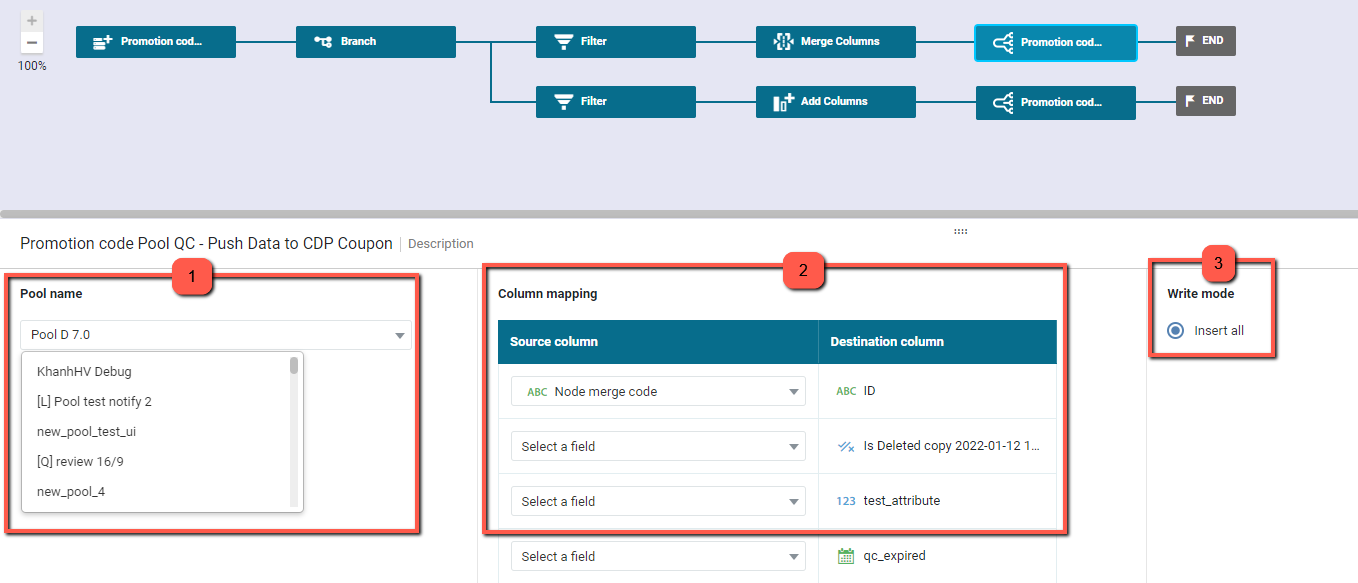 +
−
100%
Promotion cod...
Branch
Filter
Merge Columns
Promotion cod...
END
Filter
Add Columns
Promotion cod...
END
Promotion code Pool QC - Push Data to CDP Coupon
Description
1
Pool name
Pool D 7.0
KhanhHV Debug
[L] Pool test notify 2
new_pool_test_ui
[Q] review 16/9
new_pool_4
2
Column mapping
Source column
Destination column
ABC Node merge code
ABC ID
Select a field
Is Deleted copy 2022-01-12 1...
Select a field
123 test_attribute
Select a field
qc_expired
3
Write mode
Insert all